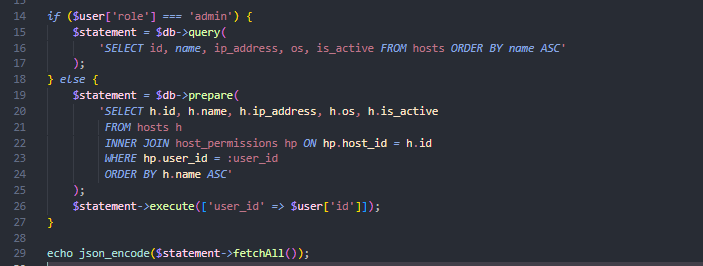 14 if ($user['role'] === 'admin') {
15 $statement = $db->query(
16 'SELECT id, name, ip_address, os, is_active FROM hosts ORDER BY name ASC'
17 );
18 } else {
19 $statement = $db->prepare(
20 'SELECT h.id, h.name, h.ip_address, h.os, h.is_active
21 FROM hosts h
22 INNER JOIN host_permissions hp ON hp.host_id = h.id
23 WHERE hp.user_id = :user_id
24 ORDER BY h.name ASC'
25 );
26 $statement->execute(['user_id' => $user['id']]);
27 }
28
29 echo json_encode($statement->fetchAll());